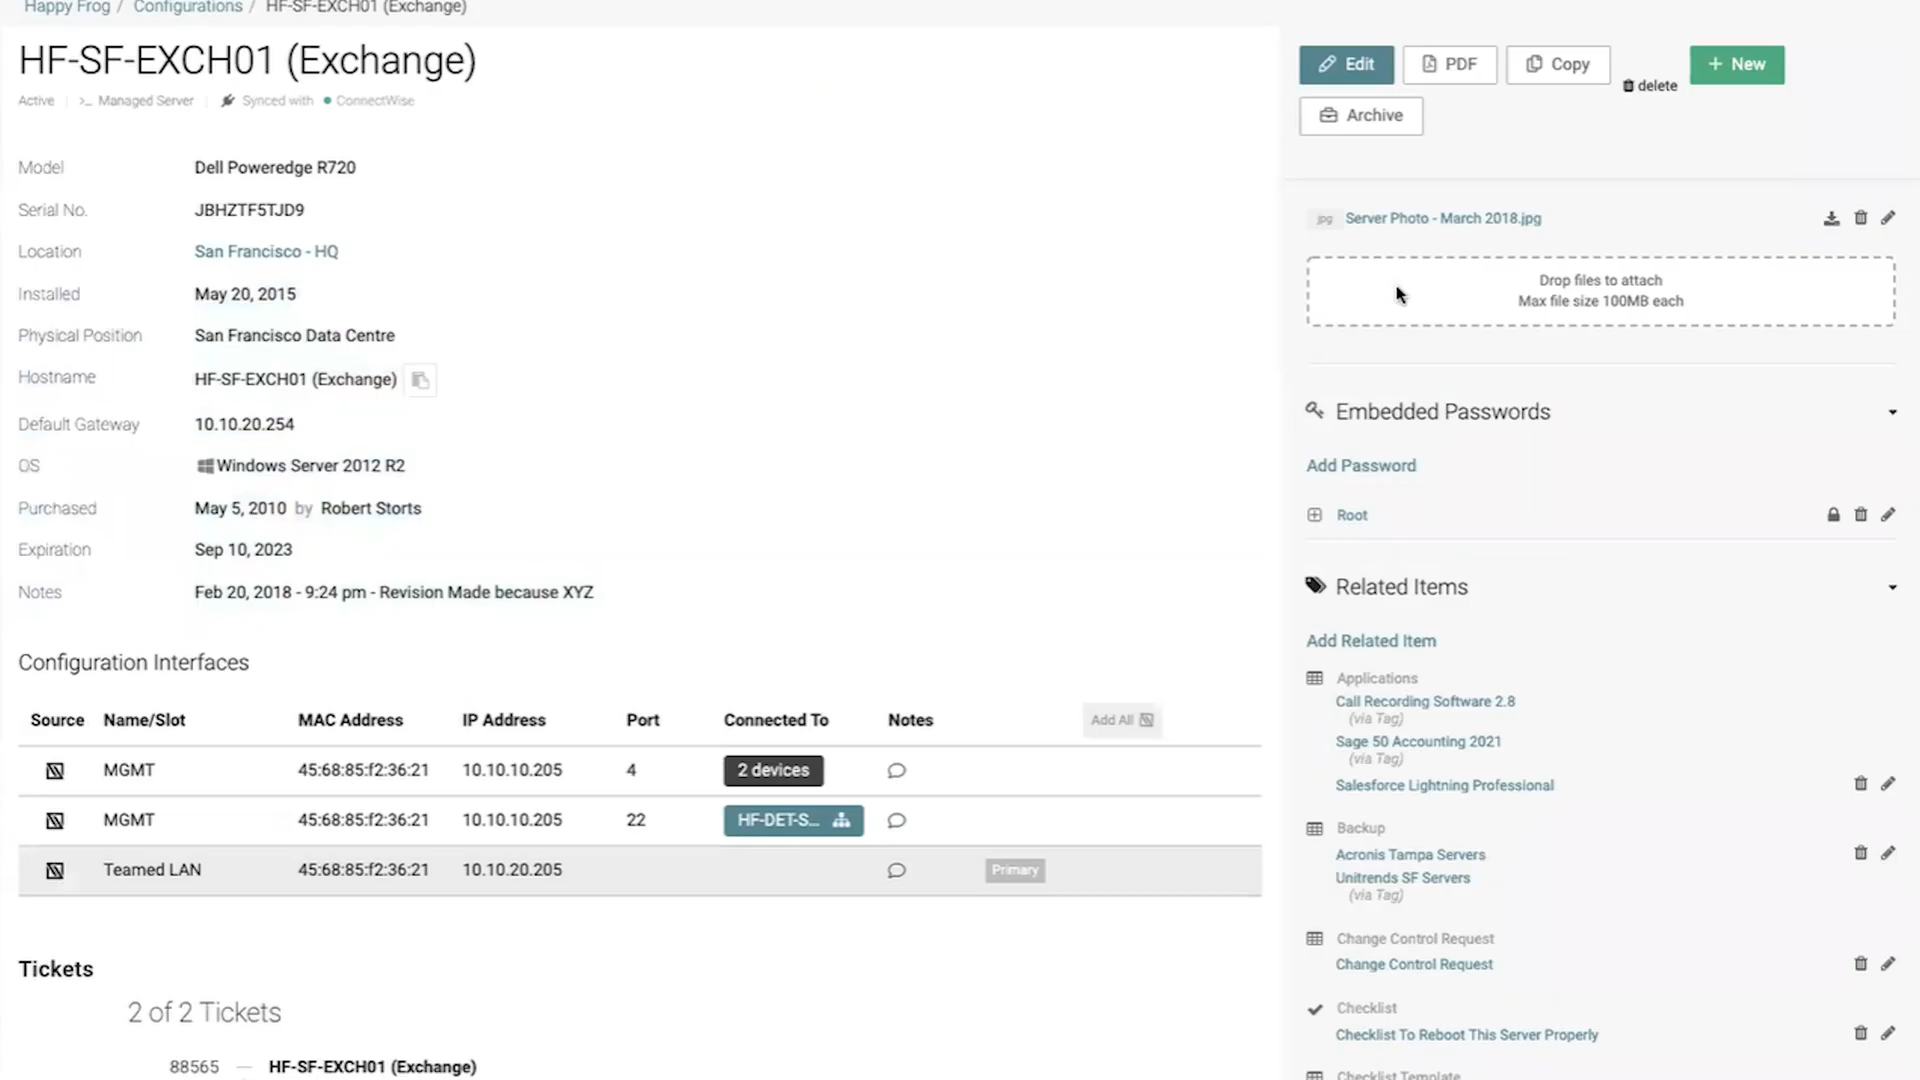 Happy Frog / Configurations / HF-SF-EXCH01 (Exchange)
HF-SF-EXCH01 (Exchange)
Active
>_ Managed Server
Synced with ConnectWise
Model Dell Poweredge R720
Serial No. JBHZTF5TJD9
Location San Francisco - HQ
Installed May 20, 2015
Physical Position San Francisco Data Centre
Hostname HF-SF-EXCH01 (Exchange)
Default Gateway 10.10.20.254
OS Windows Server 2012 R2
Purchased May 5, 2010 by Robert Storts
Expiration Sep 10, 2023
Notes Feb 20, 2018 - 9:24 pm - Revision Made because XYZ
Configuration Interfaces
Source Name/Slot MAC Address IP Address Port Connected To Notes Add All
MGMT 45:68:85:f2:36:21 10.10.10.205 4 2 devices
MGMT 45:68:85:f2:36:21 10.10.10.205 22 HF-DET-S...
Teamed LAN 45:68:85:f2:36:21 10.10.20.205 Primary
Tickets
2 of 2 Tickets
88565 — HF-SF-EXCH01 (Exchange)
Edit
PDF
Copy
delete
+ New
Archive
jpg Server Photo - March 2018.jpg
Drop files to attach
Max file size 100MB each
Embedded Passwords
Add Password
Root
Related Items
Add Related Item
Applications
Call Recording Software 2.8
(via Tag)
Sage 50 Accounting 2021
(via Tag)
Salesforce Lightning Professional
Backup
Acronis Tampa Servers
Unitrends SF Servers
(via Tag)
Change Control Request
Change Control Request
Checklist
Checklist To Reboot This Server Properly
Checklist Template